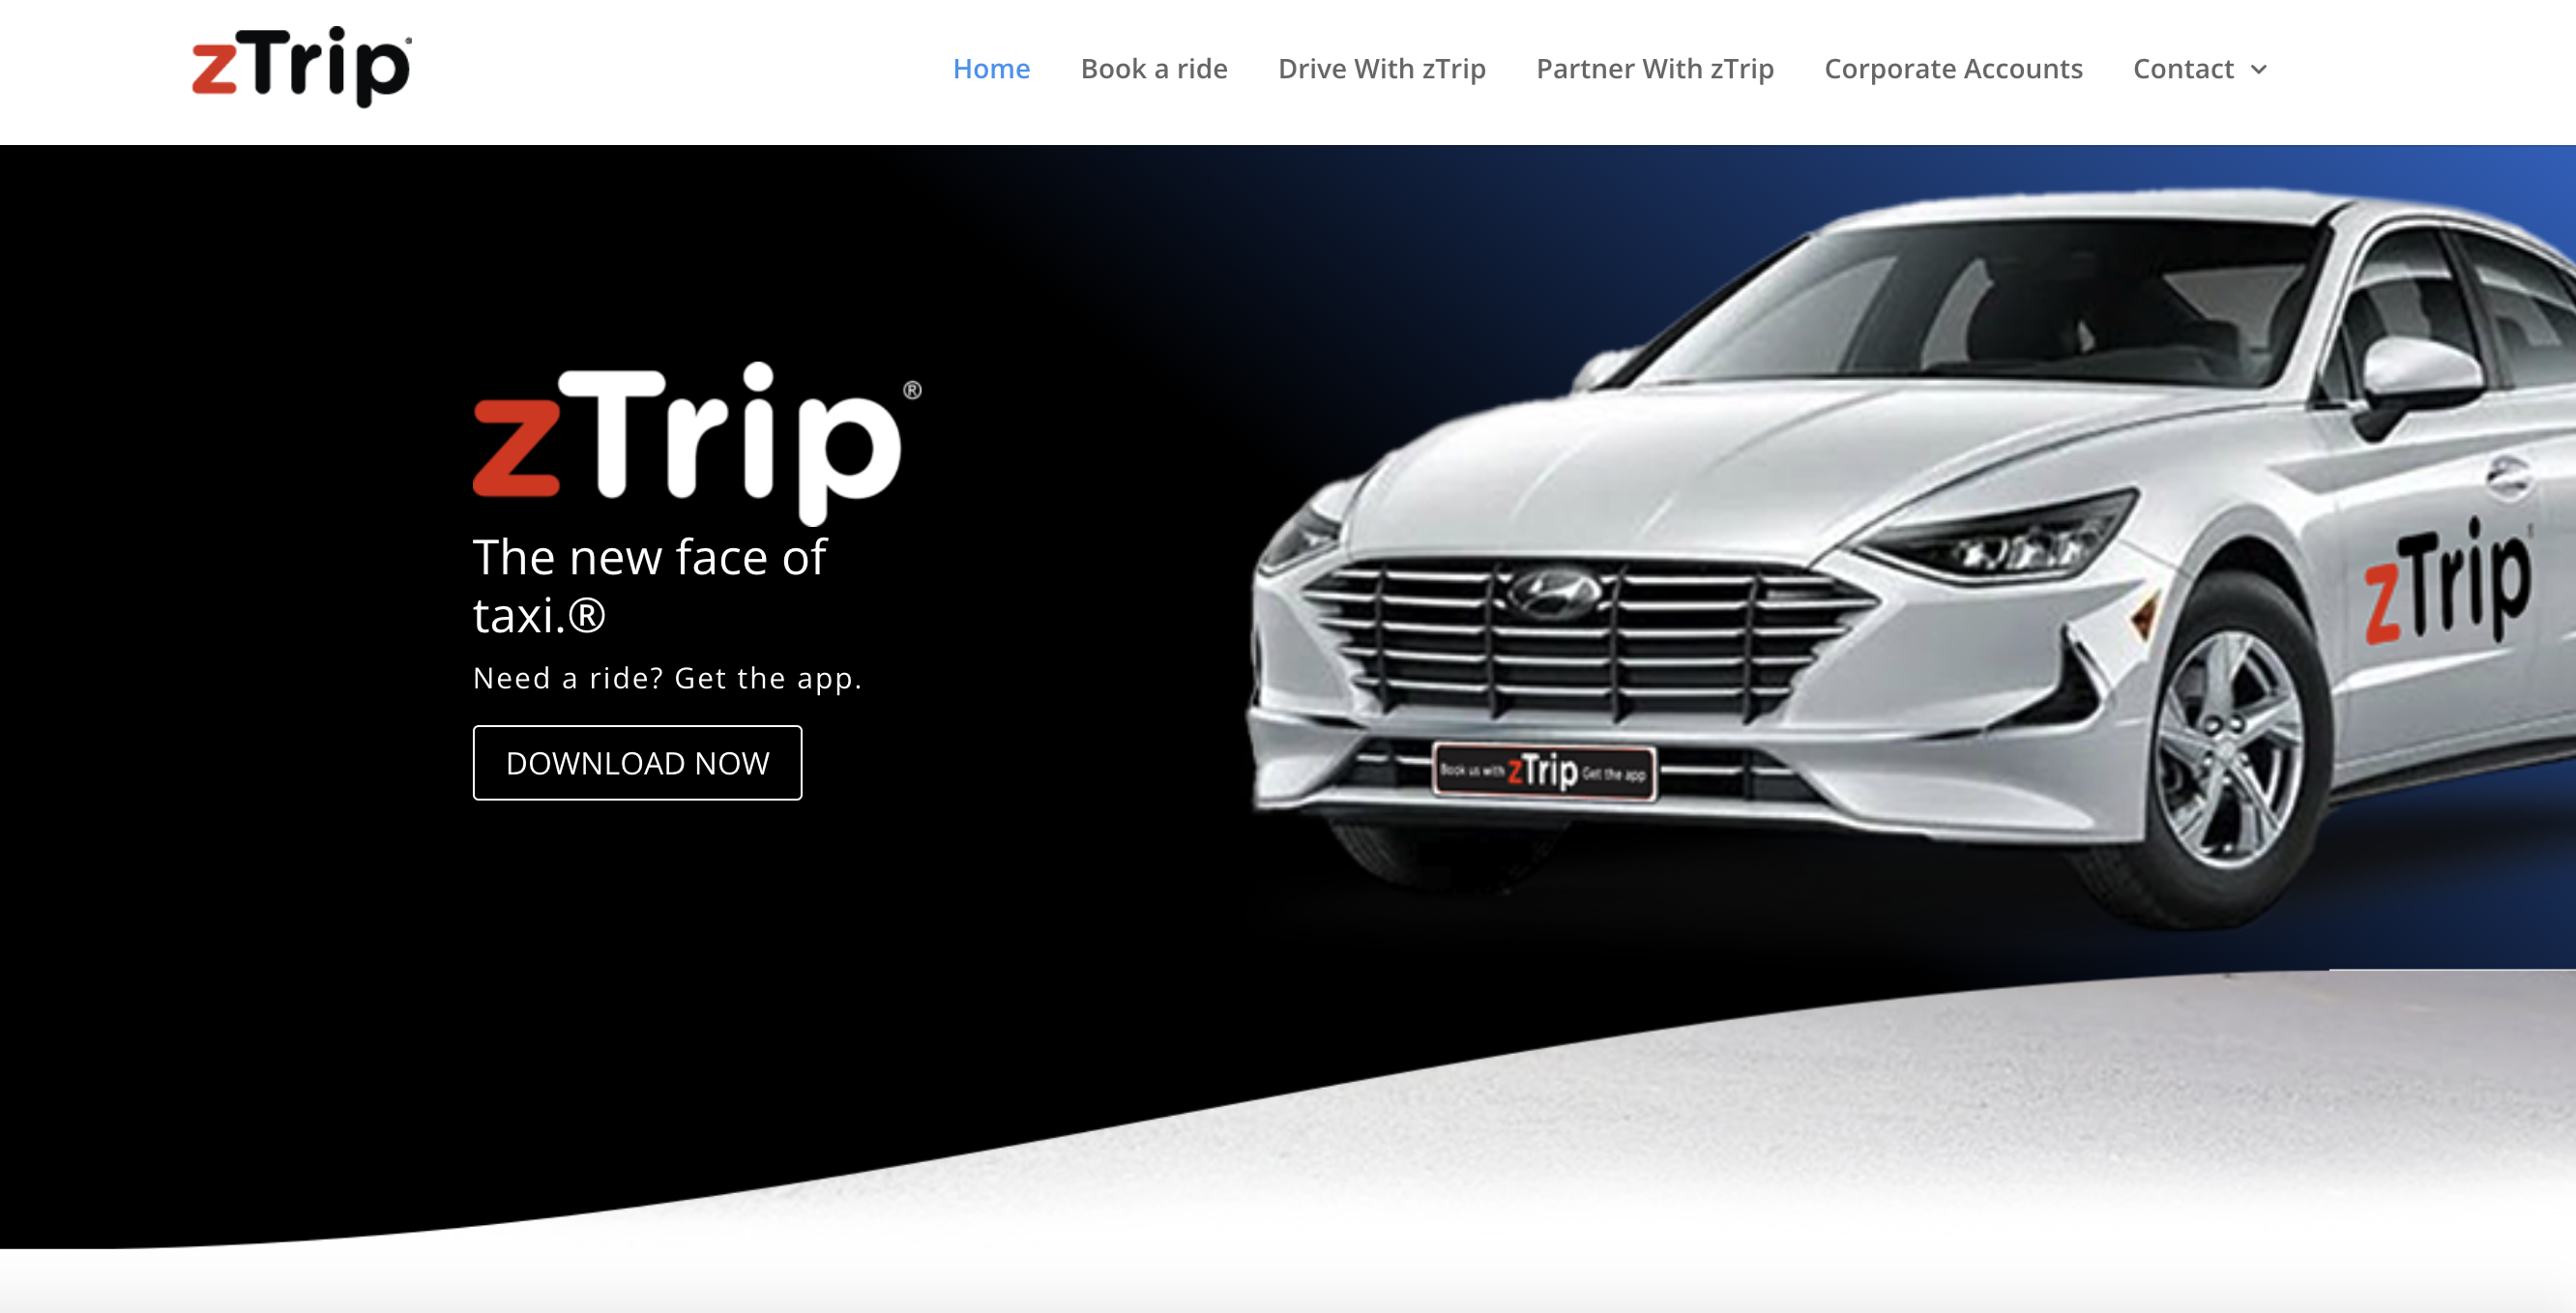 zTrip®
Home
Book a ride
Drive With zTrip
Partner With zTrip
Corporate Accounts
Contact
zTrip®
The new face of
taxi.®
Need a ride? Get the app.
DOWNLOAD NOW
zTrip
Book us with zTrip Get the app